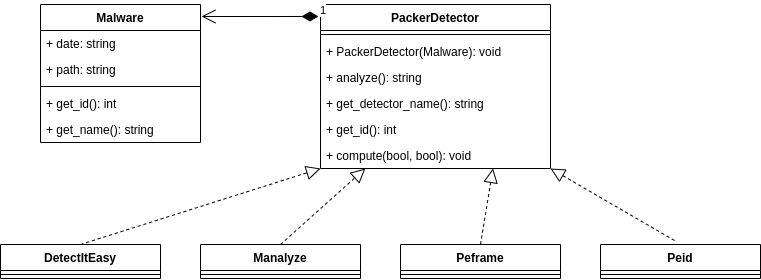 Malware
+ date: string
+ path: string
+ get_id(): int
+ get_name(): string
1
PackerDetector
+ PackerDetector(Malware): void
+ analyze(): string
+ get_detector_name(): string
+ get_id(): int
+ compute(bool, bool): void
DetectItEasy
Manalyze
Peframe
Peid